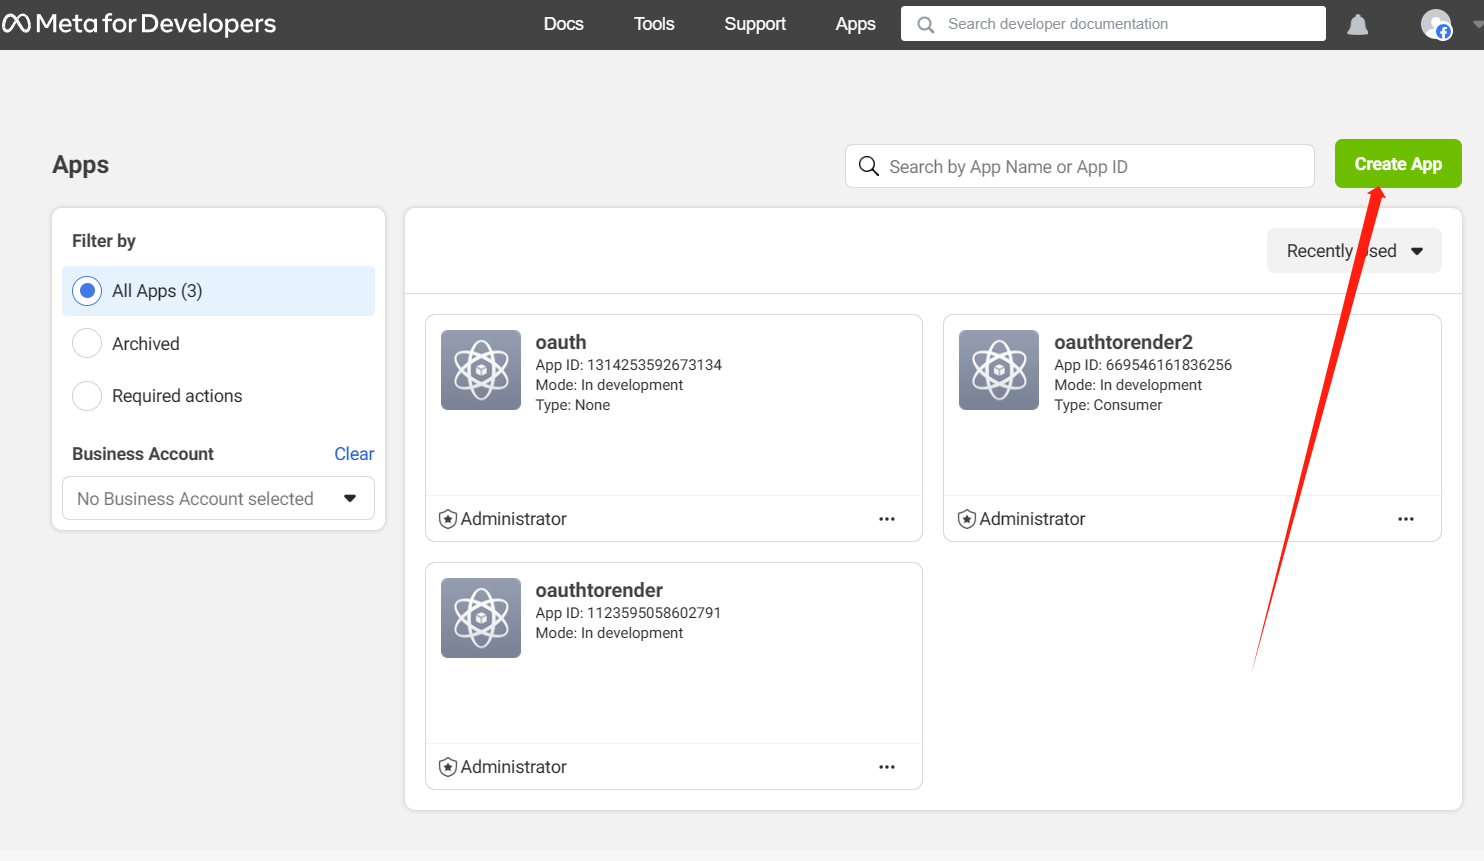 Meta for Developers
Docs
Tools
Support
Apps
Search developer documentation
Apps
Search by App Name or App ID
Create App
Filter by
All Apps (3)
Archived
Required actions
Business Account
Clear
No Business Account selected
Recently Used
oauth
App ID: 1314253592673134
Mode: In development
Type: None
Administrator
oauthtorender2
App ID: 669546161836256
Mode: In development
Type: Consumer
Administrator
oauthtorender
App ID: 1123595058602791
Mode: In development
Administrator